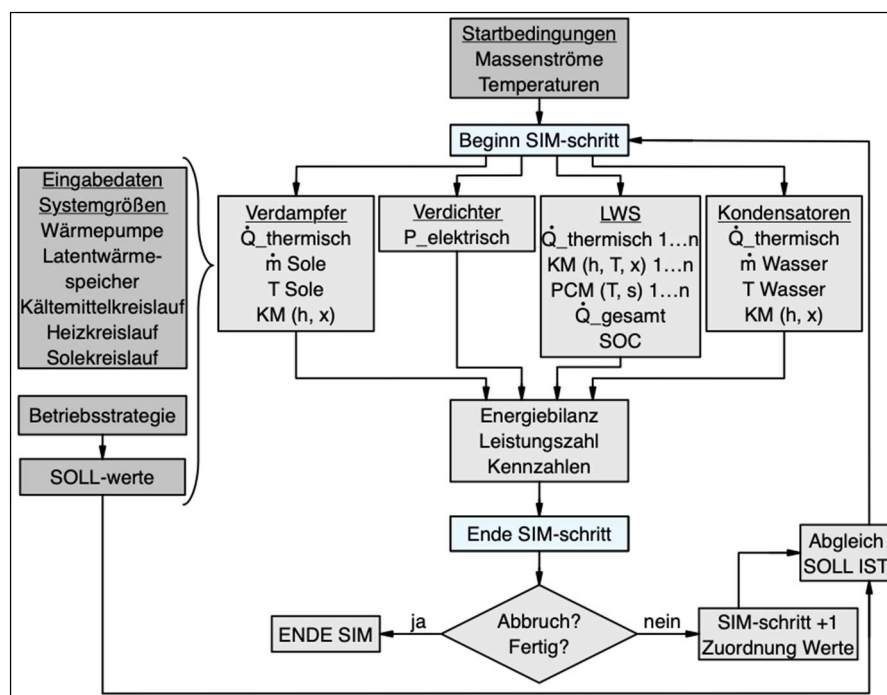 Startbedingungen
Massenströme
Temperaturen
Beginn SIM-schritt
Eingabedaten
Systemgrößen
Wärmepumpe
Latentwärme-
speicher
Kältemittelkreislauf
Heizkreislauf
Solekreislauf
Betriebsstrategie
SOLL-werte
Verdampfer
Q̇_thermisch
ṁ Sole
T Sole
KM (h, x)
Verdichter
P_elektrisch
LWS
Q̇_thermisch 1…n
KM (h, T, x) 1…n
PCM (T, s) 1…n
Q̇_gesamt
SOC
Kondensatoren
Q̇_thermisch
ṁ Wasser
T Wasser
KM (h, x)
Energiebilanz
Leistungszahl
Kennzahlen
Ende SIM-schritt
Abbruch?
Fertig?
ja
ENDE SIM
nein
SIM-schritt +1
Zuordnung Werte
Abgleich
SOLL IST